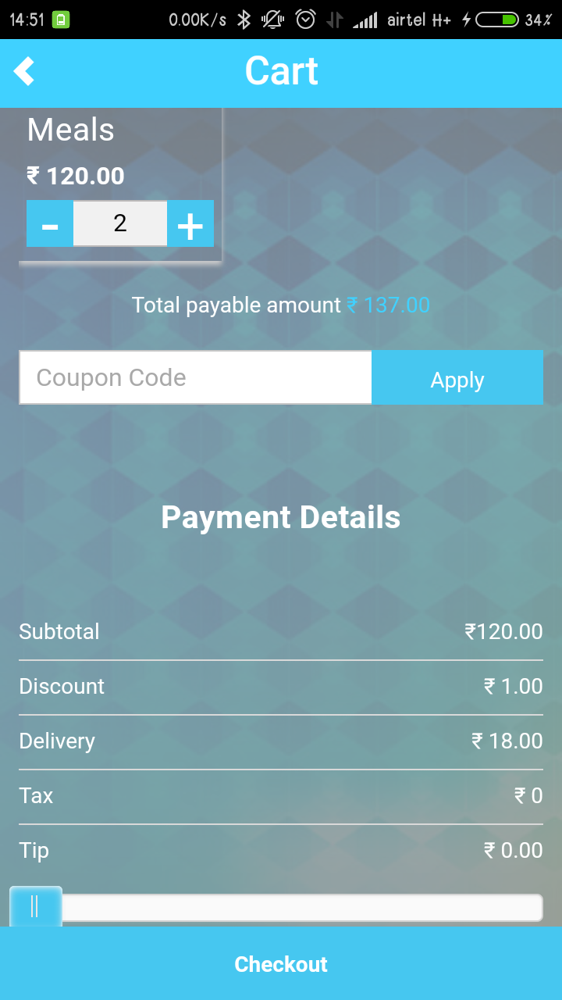 14:51 0.00K/s airtel H+ 34%
Cart
Meals
₹ 120.00
- 2 +
Total payable amount ₹ 137.00
Coupon Code Apply
Payment Details
Subtotal ₹120.00
Discount ₹ 1.00
Delivery ₹ 18.00
Tax ₹ 0
Tip ₹ 0.00
Checkout